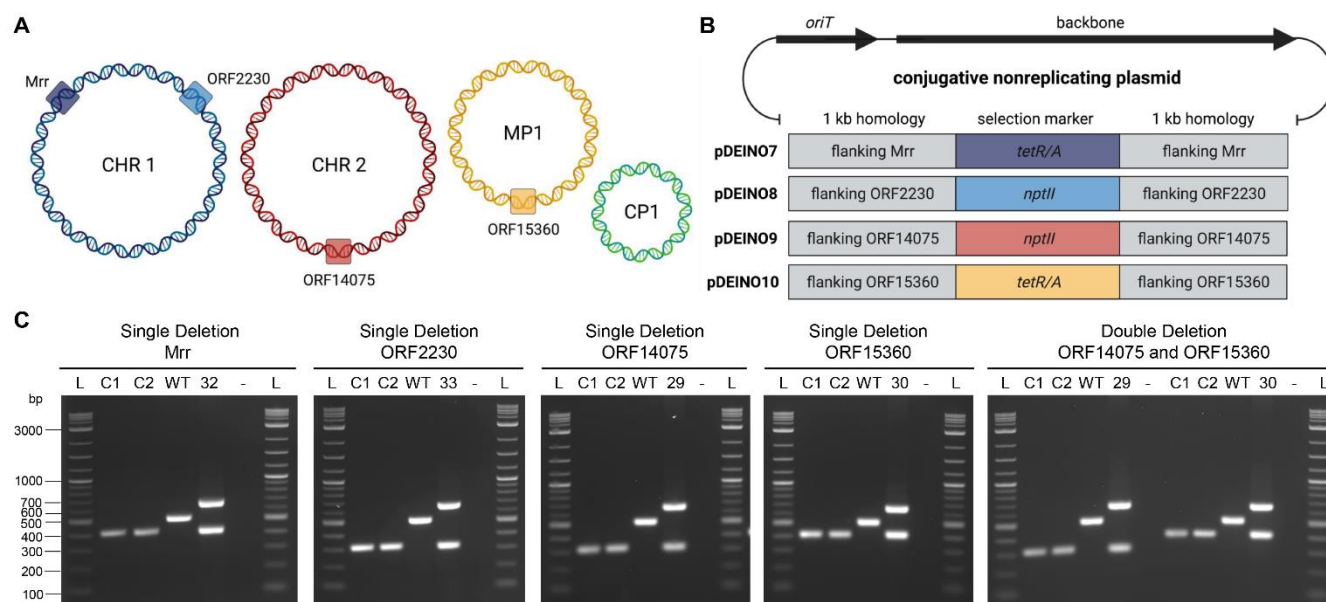 A
Mrr
ORF2230
CHR 1
CHR 2
ORF14075
MP1
ORF15360
CP1
B
oriT
backbone
conjugative nonreplicating plasmid
1 kb homology selection marker 1 kb homology
pDEINO7 flanking Mrr tetR/A flanking Mrr
pDEINO8 flanking ORF2230 nptII flanking ORF2230
pDEINO9 flanking ORF14075 nptII flanking ORF14075
pDEINO10 flanking ORF15360 tetR/A flanking ORF15360
C
Single Deletion
Mrr
L C1 C2 WT 32 - L
bp
3000
1000
700
600
500
400
300
200
100
Single Deletion
ORF2230
L C1 C2 WT 33 - L
Single Deletion
ORF14075
L C1 C2 WT 29 - L
Single Deletion
ORF15360
L C1 C2 WT 30 - L
Double Deletion
ORF14075 and ORF15360
L C1 C2 WT 29 - C1 C2 WT 30 - L